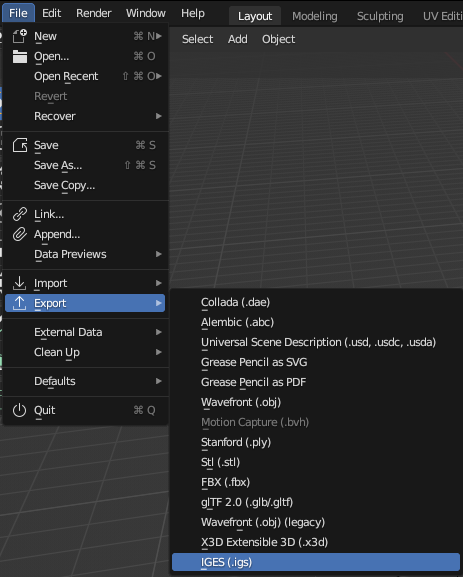 File Edit Render Window Help Layout Modeling Sculpting UV Editi
Select Add Object
New ⌘ N
Open... ⌘ O
Open Recent ⇧ ⌘ O
Revert
Recover
Save ⌘ S
Save As... ⇧ ⌘ S
Save Copy...
Link...
Append...
Data Previews
Import
Export
External Data
Clean Up
Defaults
Quit ⌘ Q
Collada (.dae)
Alembic (.abc)
Universal Scene Description (.usd, .usdc, .usda)
Grease Pencil as SVG
Grease Pencil as PDF
Wavefront (.obj)
Motion Capture (.bvh)
Stanford (.ply)
Stl (.stl)
FBX (.fbx)
glTF 2.0 (.glb/.gltf)
Wavefront (.obj) (legacy)
X3D Extensible 3D (.x3d)
IGES (.igs)